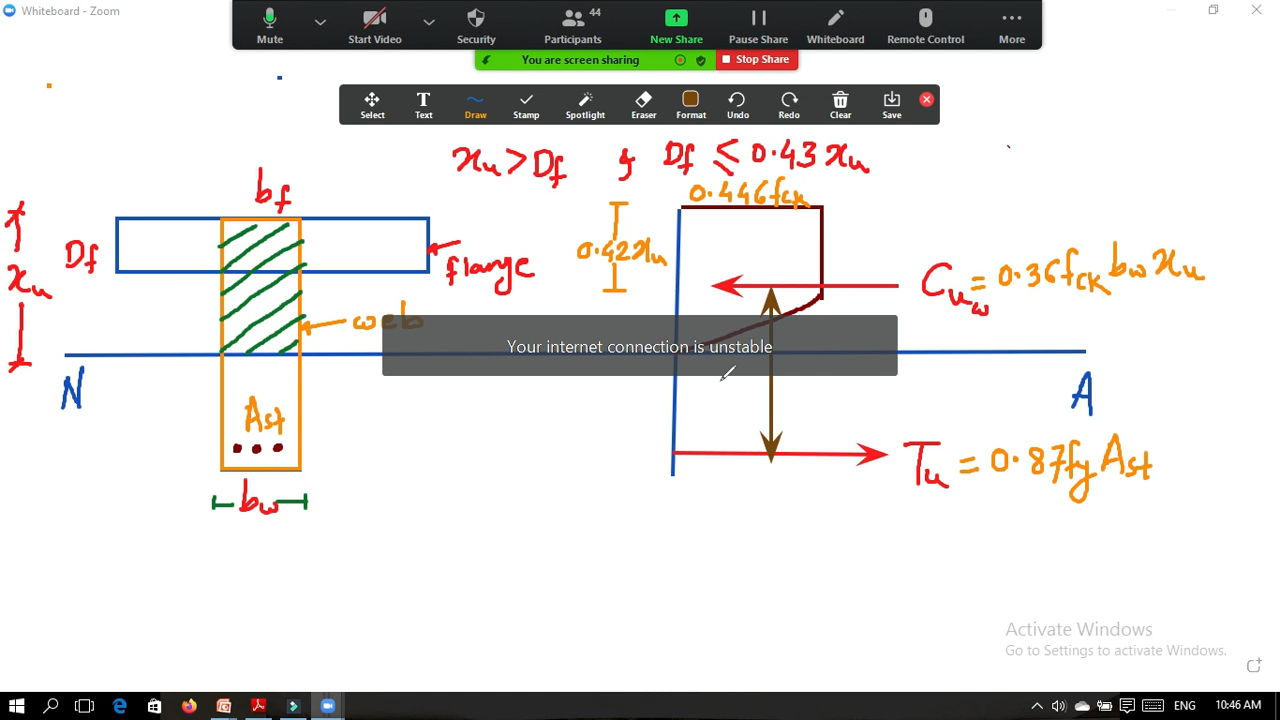 Whiteboard - Zoom
Mute
Start Video
Security
Participants
44
New Share
Pause Share
Whiteboard
Remote Control
More
You are screen sharing
Stop Share
Select
Text
Draw
Stamp
Spotlight
Eraser
Format
Undo
Redo
Clear
Save
xu > Df & Df ≤ 0.43 xu
bf
0.446fck
Df
xu
flange
0.42xu
Cuw = 0.36fck bw xu
web
Your internet connection is unstable
N
A
Ast
Tu = 0.87fy Ast
bw
Activate Windows
Go to Settings to activate Windows.
ENG
10:46 AM